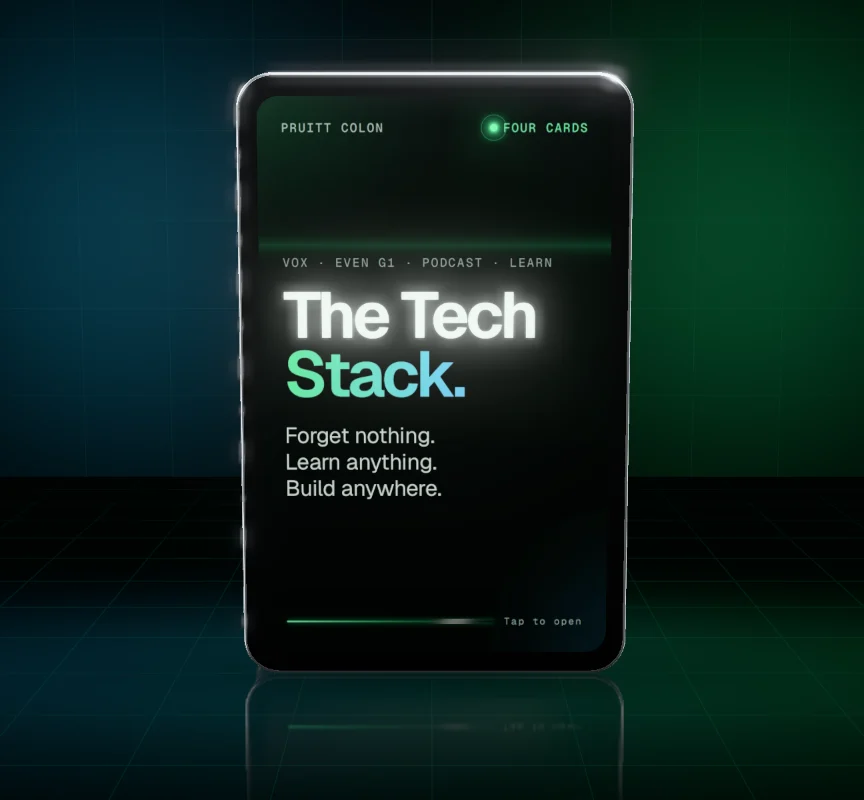 PRUITT COLON
FOUR CARDS
VOX · EVEN G1 · PODCAST · LEARN
The Tech
Stack.
Forget nothing.
Learn anything.
Build anywhere.
Tap to open